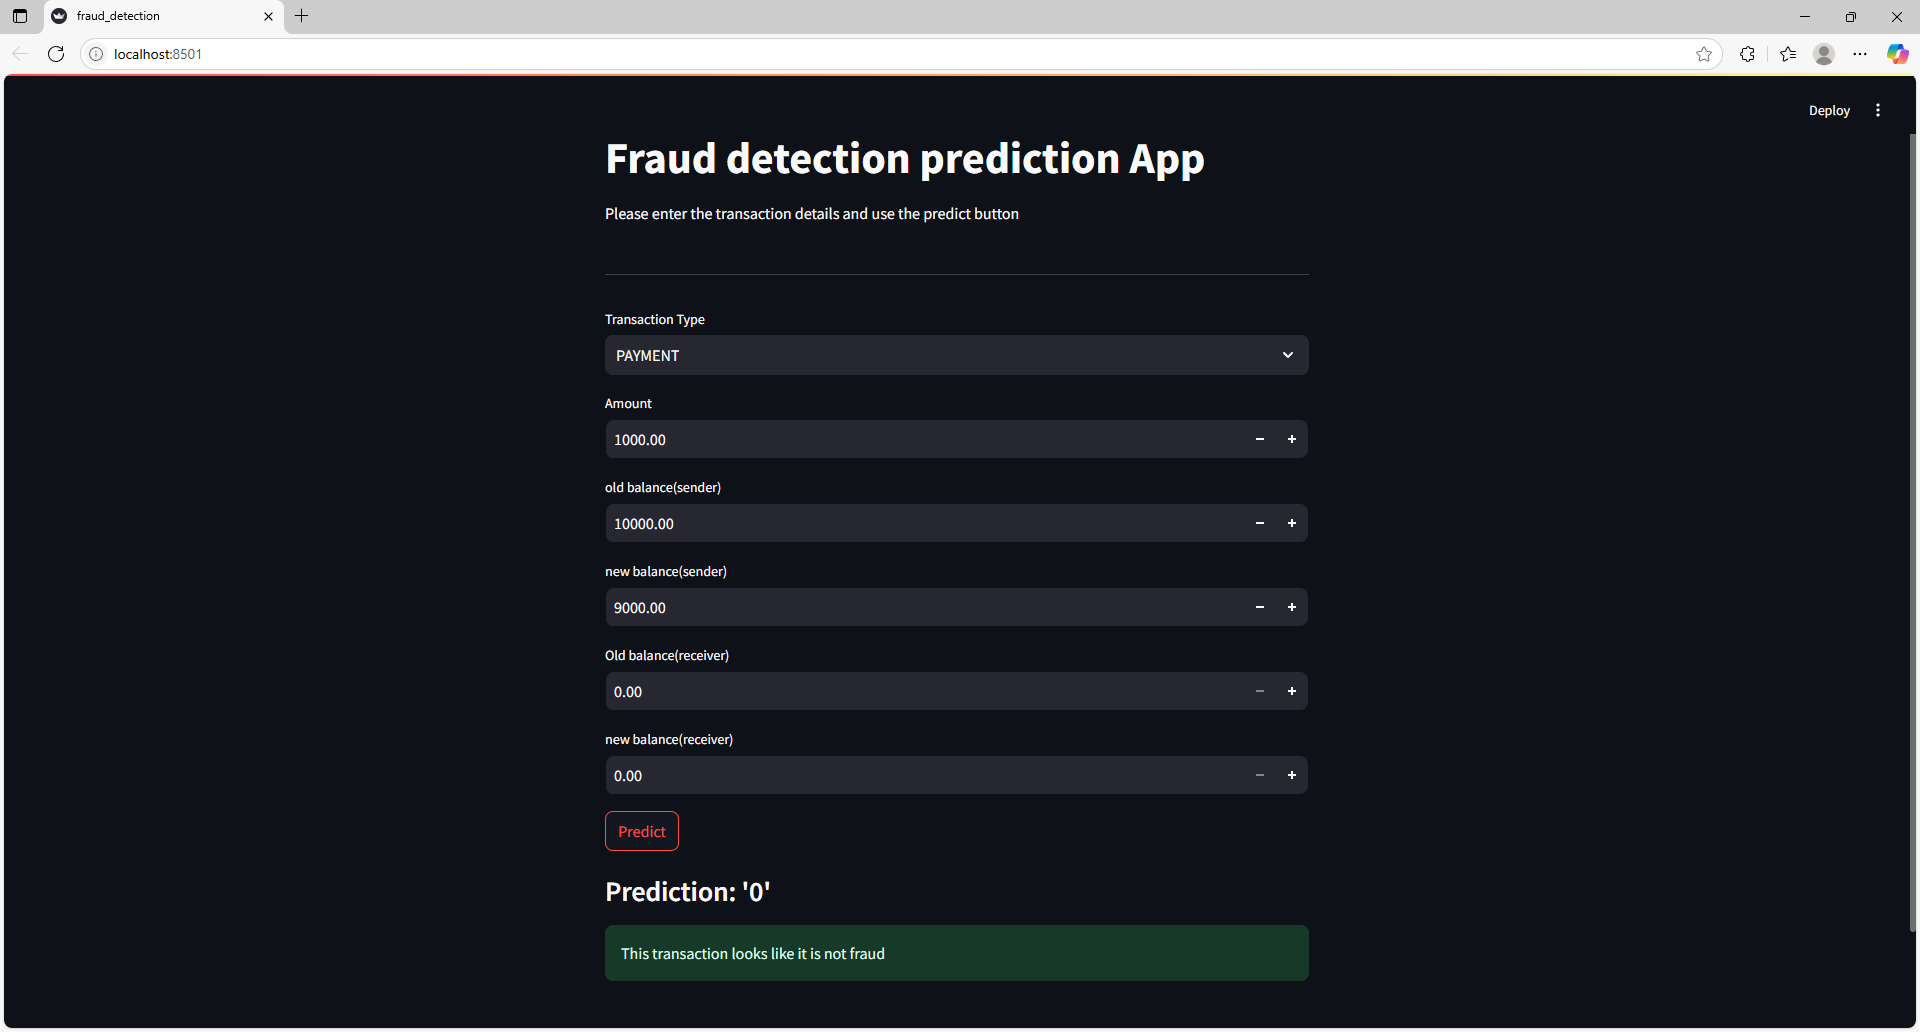 fraud_detection
localhost:8501
Deploy
Fraud detection prediction App
Please enter the transaction details and use the predict button
Transaction Type
PAYMENT
Amount
1000.00
old balance(sender)
10000.00
new balance(sender)
9000.00
Old balance(receiver)
0.00
new balance(receiver)
0.00
Predict
Prediction: '0'
This transaction looks like it is not fraud